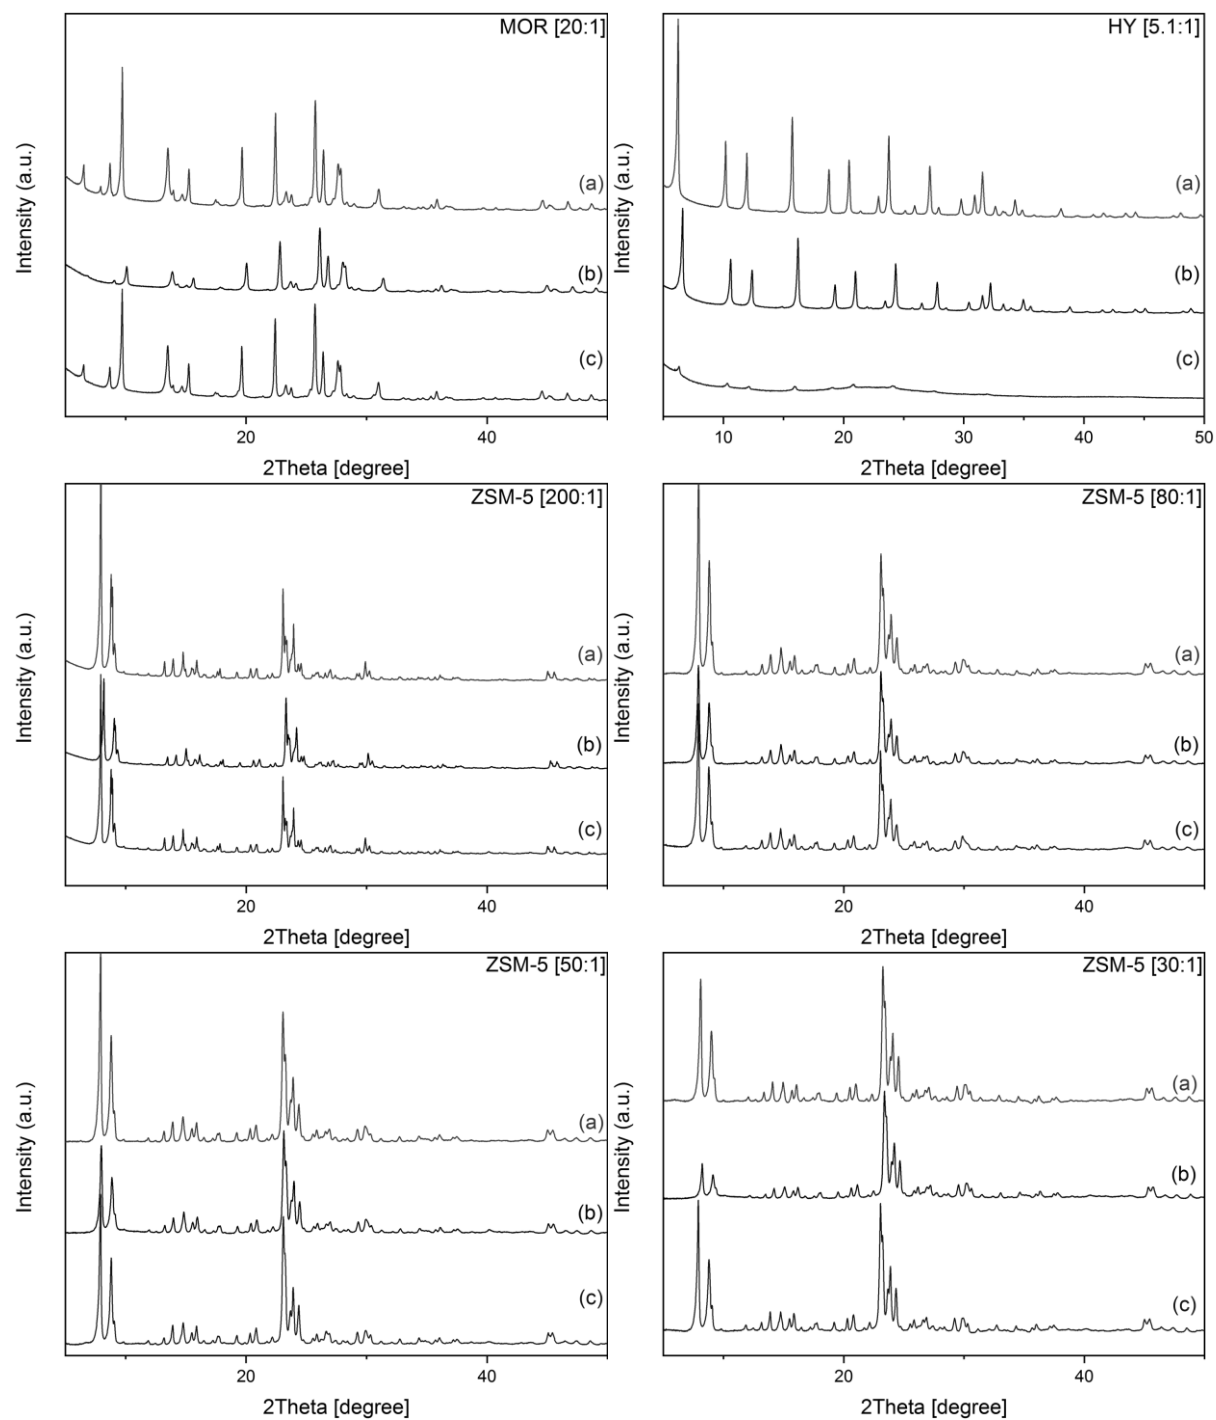 MOR [20:1]
Intensity (a.u.)
(a)
(b)
(c)
20
40
2Theta [degree]
HY [5.1:1]
Intensity (a.u.)
(a)
(b)
(c)
10
20
30
40
50
2Theta [degree]
ZSM-5 [200:1]
Intensity (a.u.)
(a)
(b)
(c)
20
40
2Theta [degree]
ZSM-5 [80:1]
Intensity (a.u.)
(a)
(b)
(c)
20
40
2Theta [degree]
ZSM-5 [50:1]
Intensity (a.u.)
(a)
(b)
(c)
20
40
2Theta [degree]
ZSM-5 [30:1]
Intensity (a.u.)
(a)
(b)
(c)
20
40
2Theta [degree]